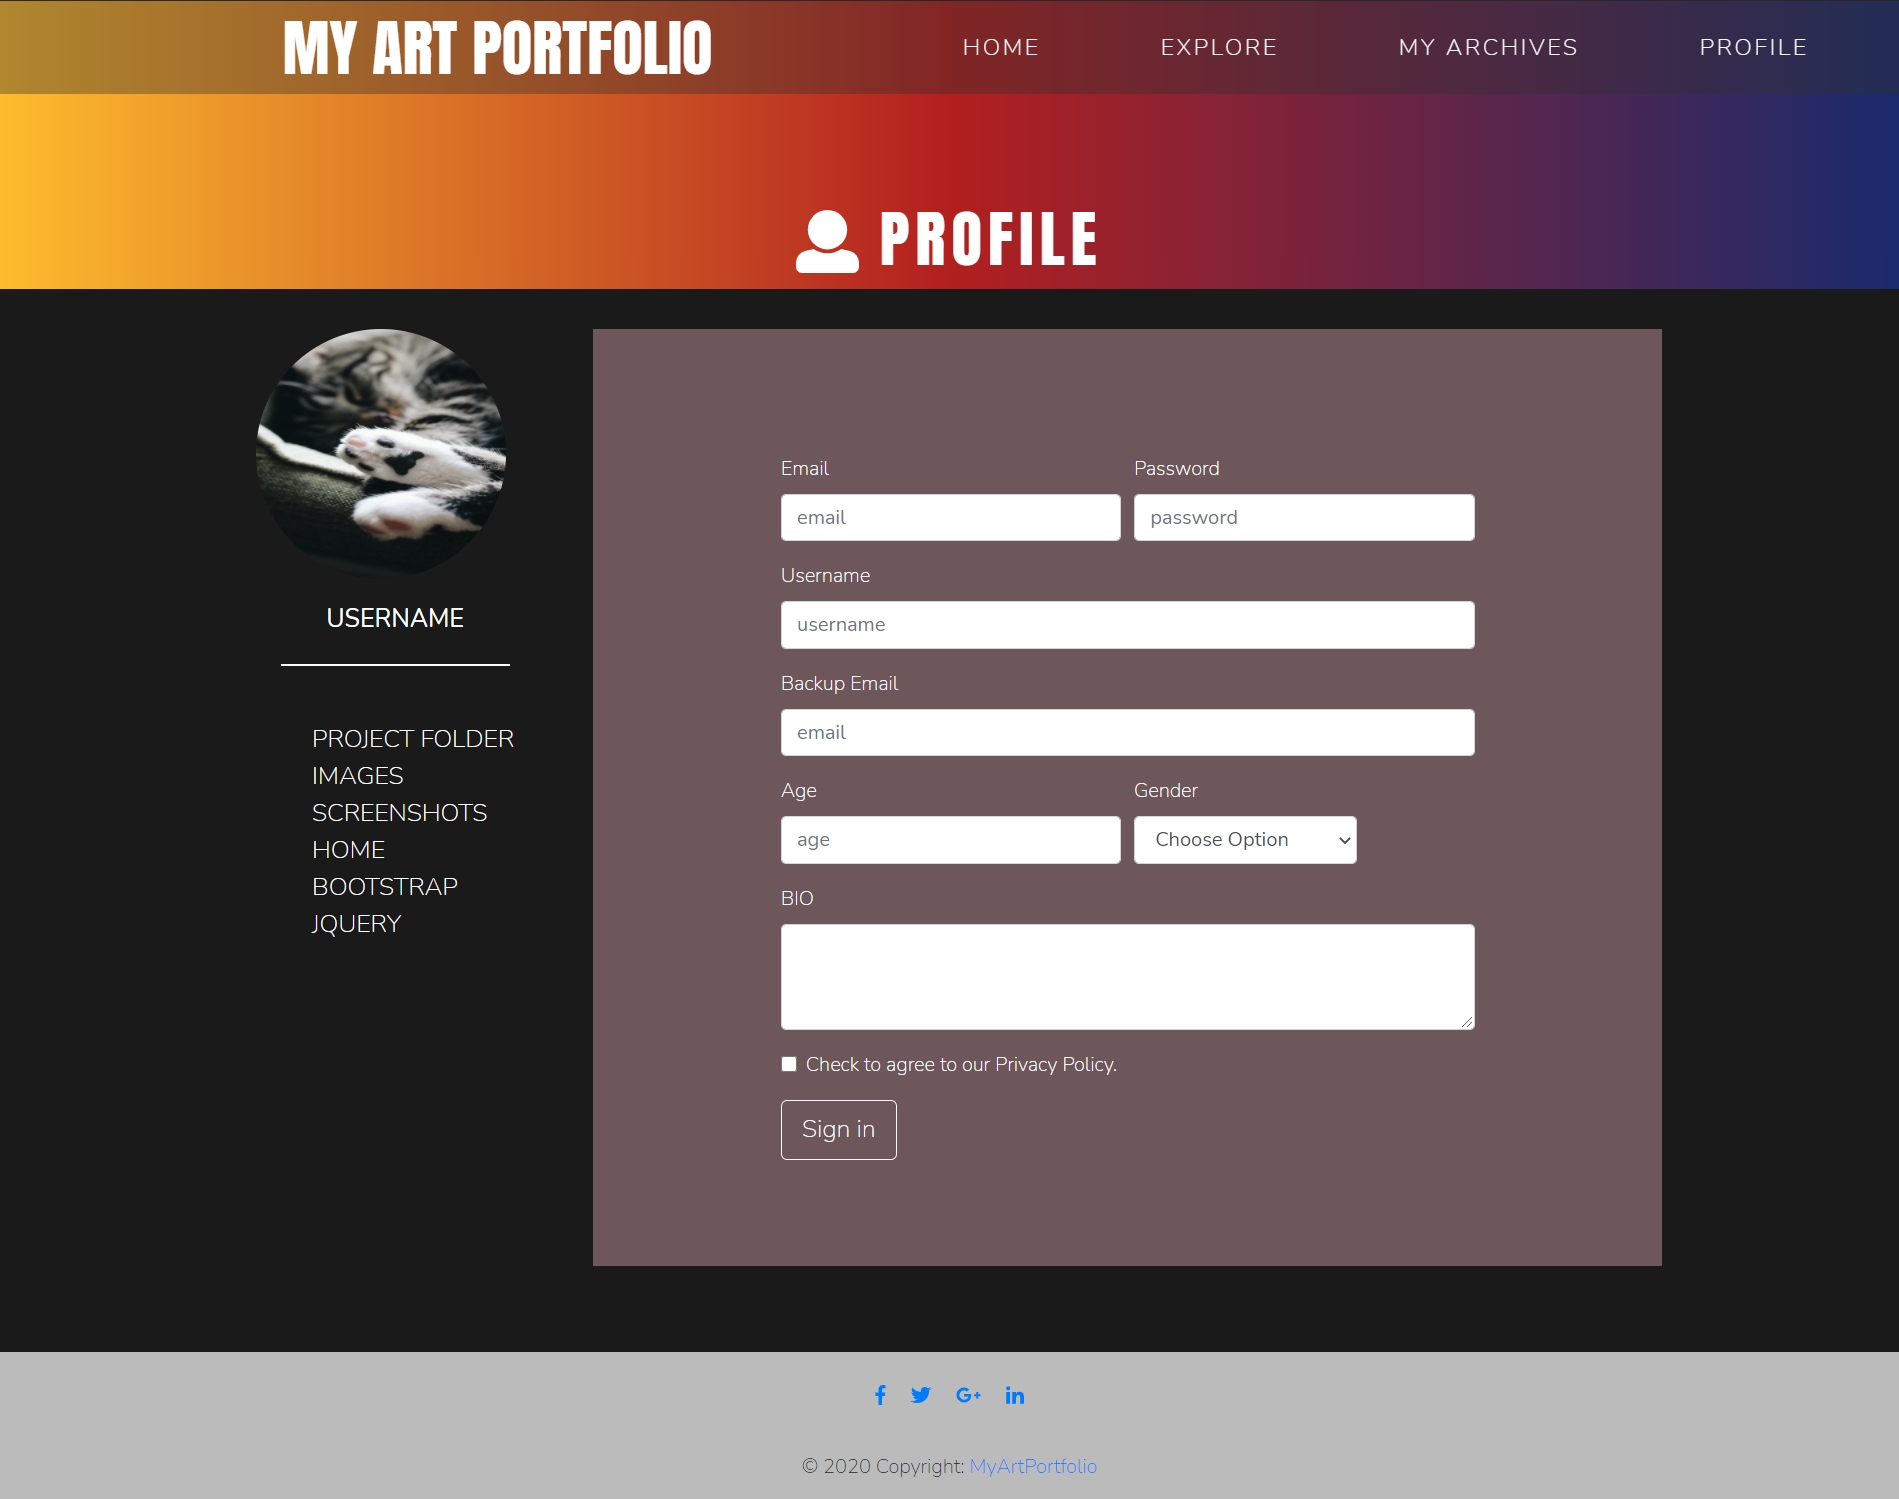 MY ART PORTFOLIO HOME EXPLORE MY ARCHIVES PROFILE
PROFILE
USERNAME
PROJECT FOLDER
IMAGES
SCREENSHOTS
HOME
BOOTSTRAP
JQUERY
Email Password
email password
Username
username
Backup Email
email
Age Gender
age Choose Option
BIO
Check to agree to our Privacy Policy.
Sign in
f G+ in
© 2020 Copyright: MyArtPortfolio